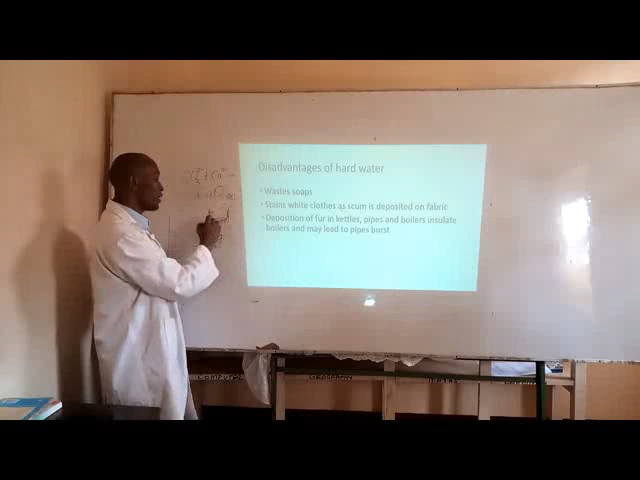 Disadvantages of hard water
• Wastes soaps
• Stains white clothes as scum is deposited on fabric
• Deposition of fur in kettles, pipes and boilers insulate
boilers and may lead to pipes burst
COMPUTER